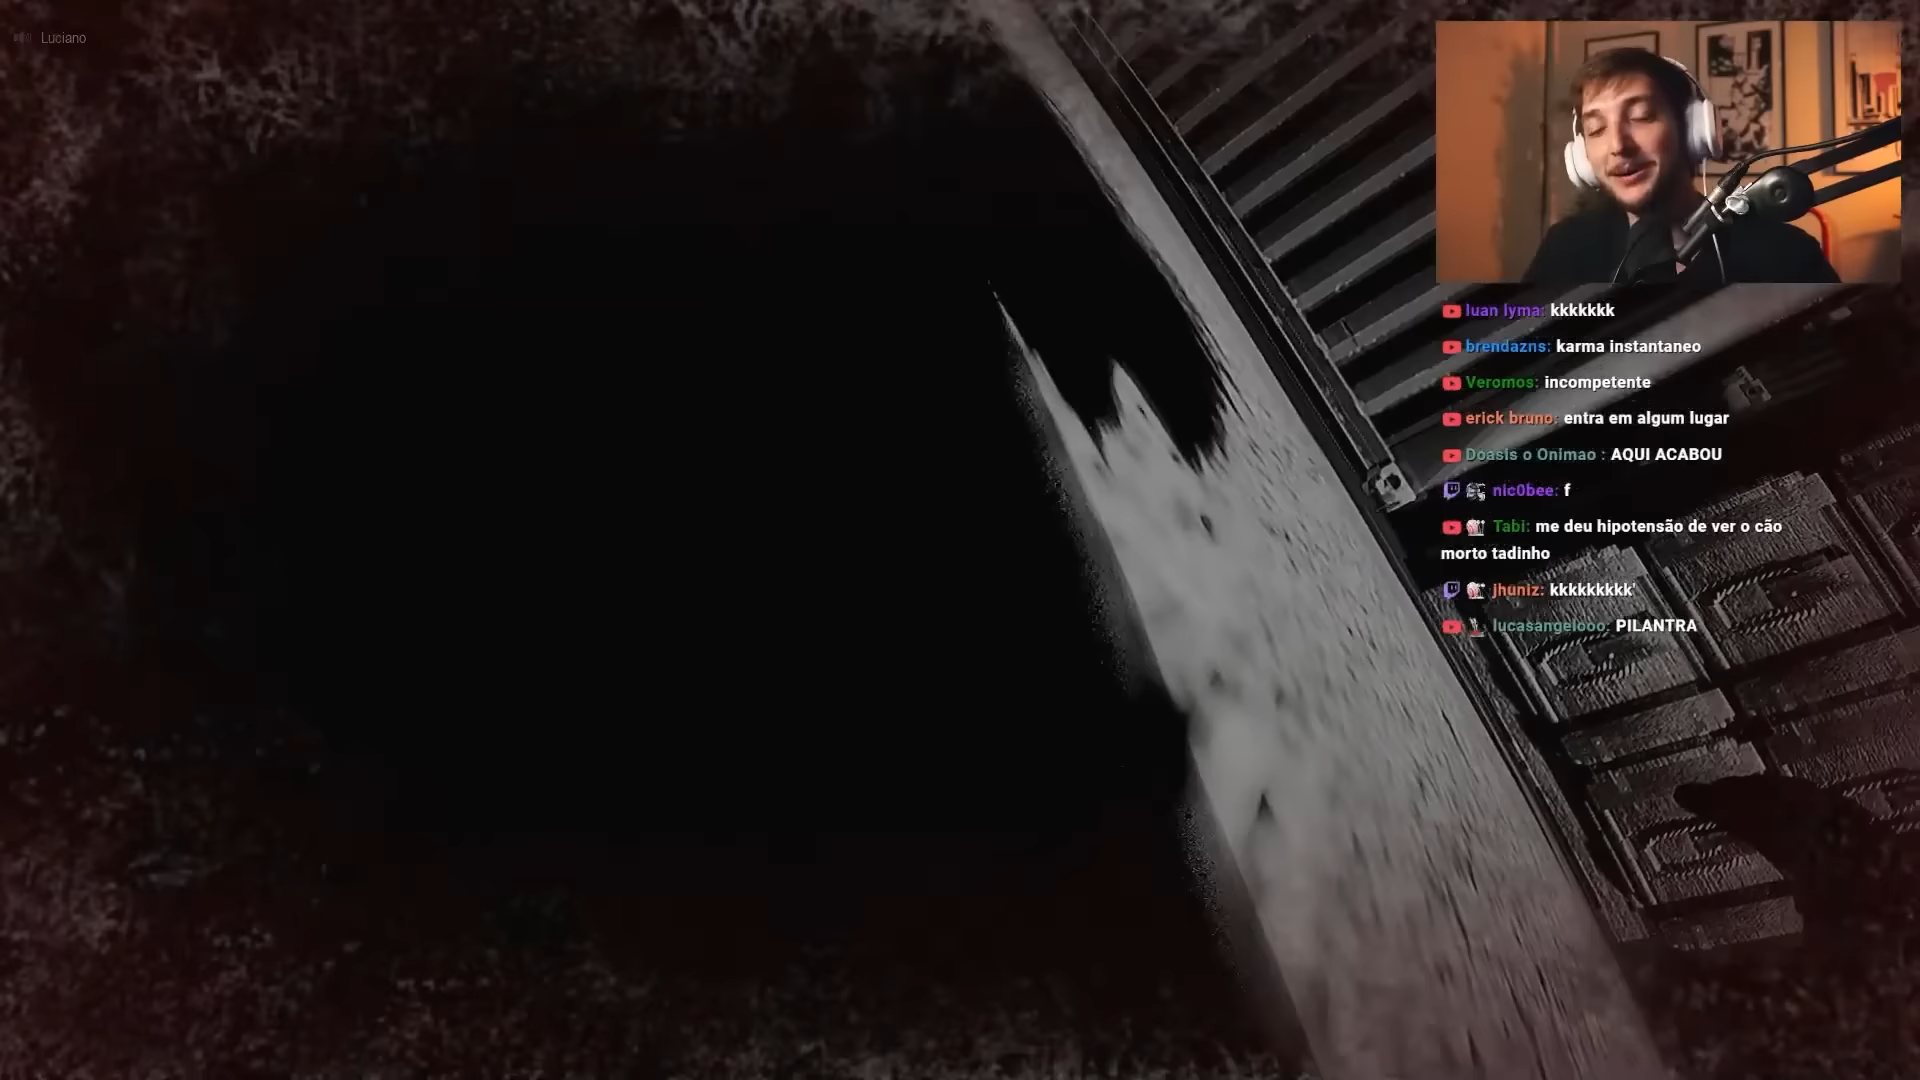 Luciano
luan lyma: kkkkkkk
brendazns: karma instantaneo
Veromos: incompetente
erick bruno: entra em algum lugar
Doasis o Onimao : AQUI ACABOU
nic0bee: f
Tabi: me deu hipotensão de ver o cão
morto tadinho
jhuniz: kkkkkkkkk'
lucasangelooo: PILANTRA